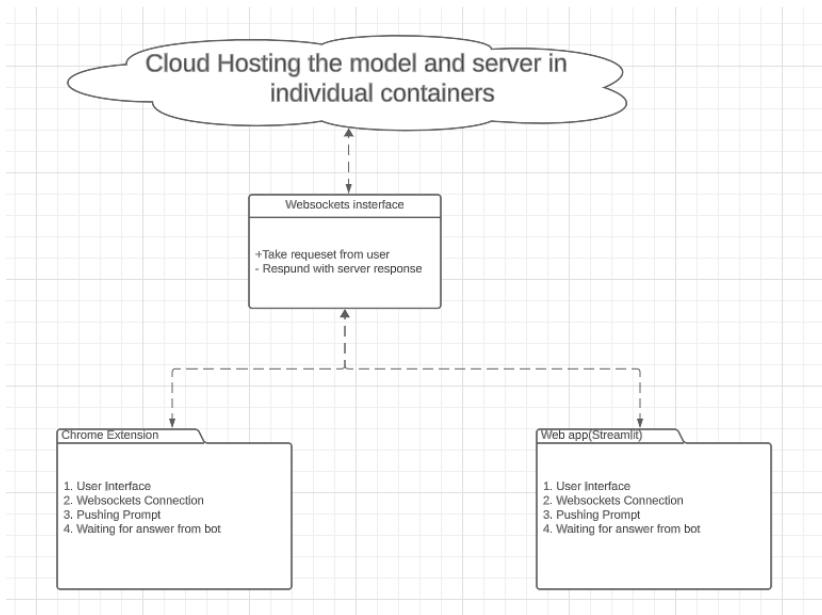 Cloud Hosting the model and server in
individual containers
Websockets insterface
+Take requeset from user
- Respund with server response
Chrome Extension
1. User Interface
2. Websockets Connection
3. Pushing Prompt
4. Waiting for answer from bot
Web app(Streamlit)
1. User Interface
2. Websockets Connection
3. Pushing Prompt
4. Waiting for answer from bot